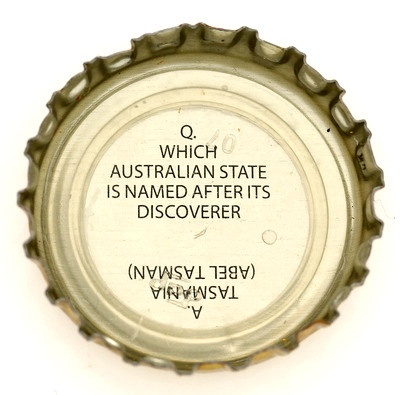 Q.
WHICH
AUSTRALIAN STATE
IS NAMED AFTER ITS
DISCOVERER
A.
TASMANIA
(ABEL TASMAN)